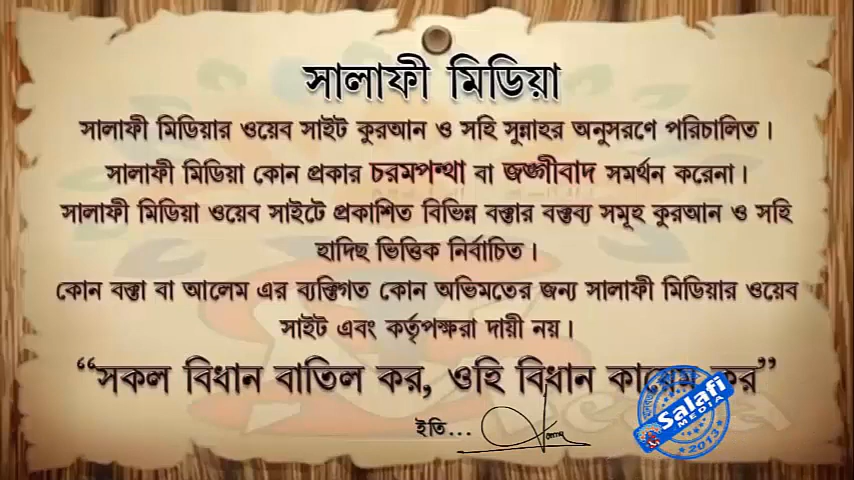 সালাফী মিডিয়া
সালাফী মিডিয়ার ওয়েব সাইট কুরআন ও সহি সুন্নাহর অনুসরণে পরিচালিত।
সালাফী মিডিয়া কোন প্রকার চরমপন্থা বা জঙ্গীবাদ সমর্থন করেনা।
সালাফী মিডিয়া ওয়েব সাইটে প্রকাশিত বিভিন্ন বক্তার বক্তব্য সমূহ কুরআন ও সহি
হাদিছ ভিত্তিক নির্বাচিত।
কোন বক্তা বা আলেম এর ব্যক্তিগত কোন অভিমতের জন্য সালাফী মিডিয়ার ওয়েব
সাইট এবং কর্তৃপক্ষরা দায়ী নয়।
“সকল বিধান বাতিল কর, ওহি বিধান কায়েম কর”
ইতি...
Salafi
MEDIA
2013